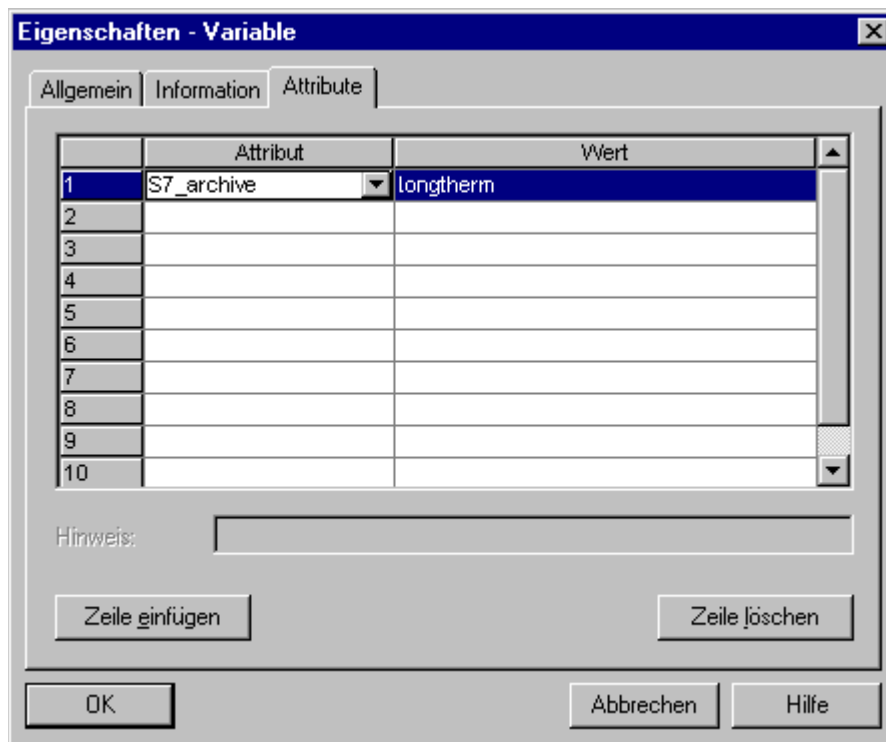 Eigenschaften - Variable
Allgemein Information Attribute
Attribut Wert
1 S7_archive longtherm
2
3
4
5
6
7
8
9
10
Hinweis:
Zeile einfügen Zeile löschen
OK Abbrechen Hilfe